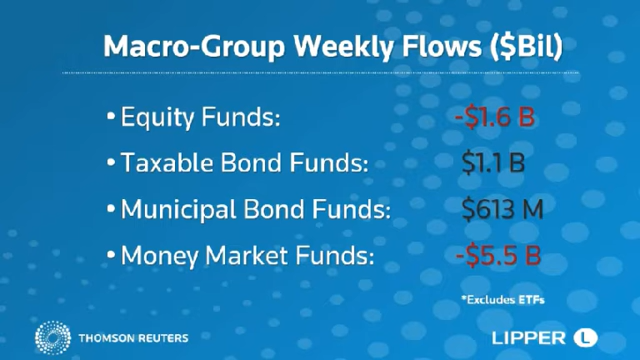 Macro-Group Weekly Flows ($Bil)
• Equity Funds: -$1.6 B
• Taxable Bond Funds: $1.1 B
• Municipal Bond Funds: $613 M
• Money Market Funds: -$5.5 B
*Excludes ETFs
THOMSON REUTERS
LIPPER L